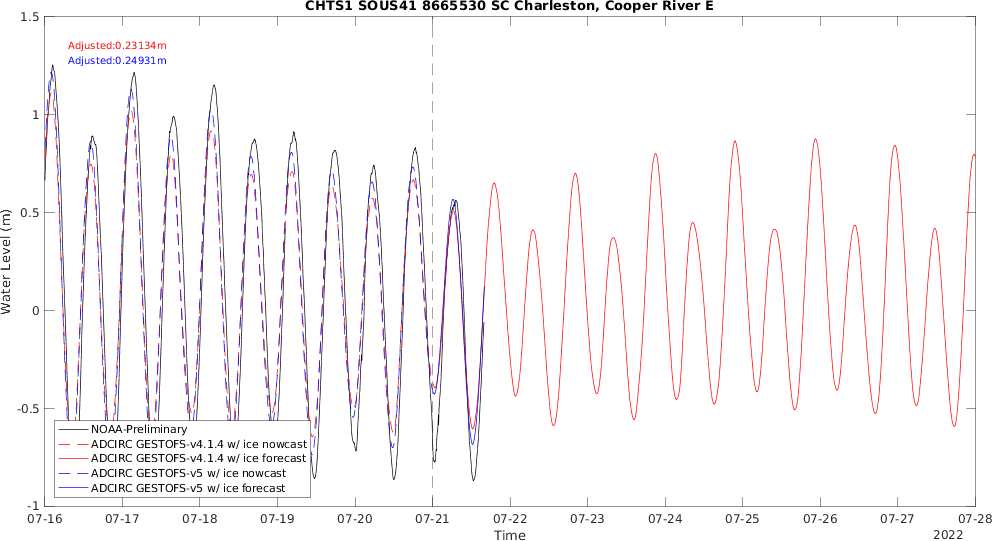 CHTS1 SOUS41 8665530 SC Charleston, Cooper River E
Adjusted:0.23134m
Adjusted:0.24931m
1.5
1
0.5
0
-0.5
-1
Water Level (m)
NOAA-Preliminary
ADCIRC GESTOFS-v4.1.4 w/ ice nowcast
ADCIRC GESTOFS-v4.1.4 w/ ice forecast
ADCIRC GESTOFS-v5 w/ ice nowcast
ADCIRC GESTOFS-v5 w/ ice forecast
07-16 07-17 07-18 07-19 07-20 07-21 07-22 07-23 07-24 07-25 07-26 07-27 07-28
Time
2022